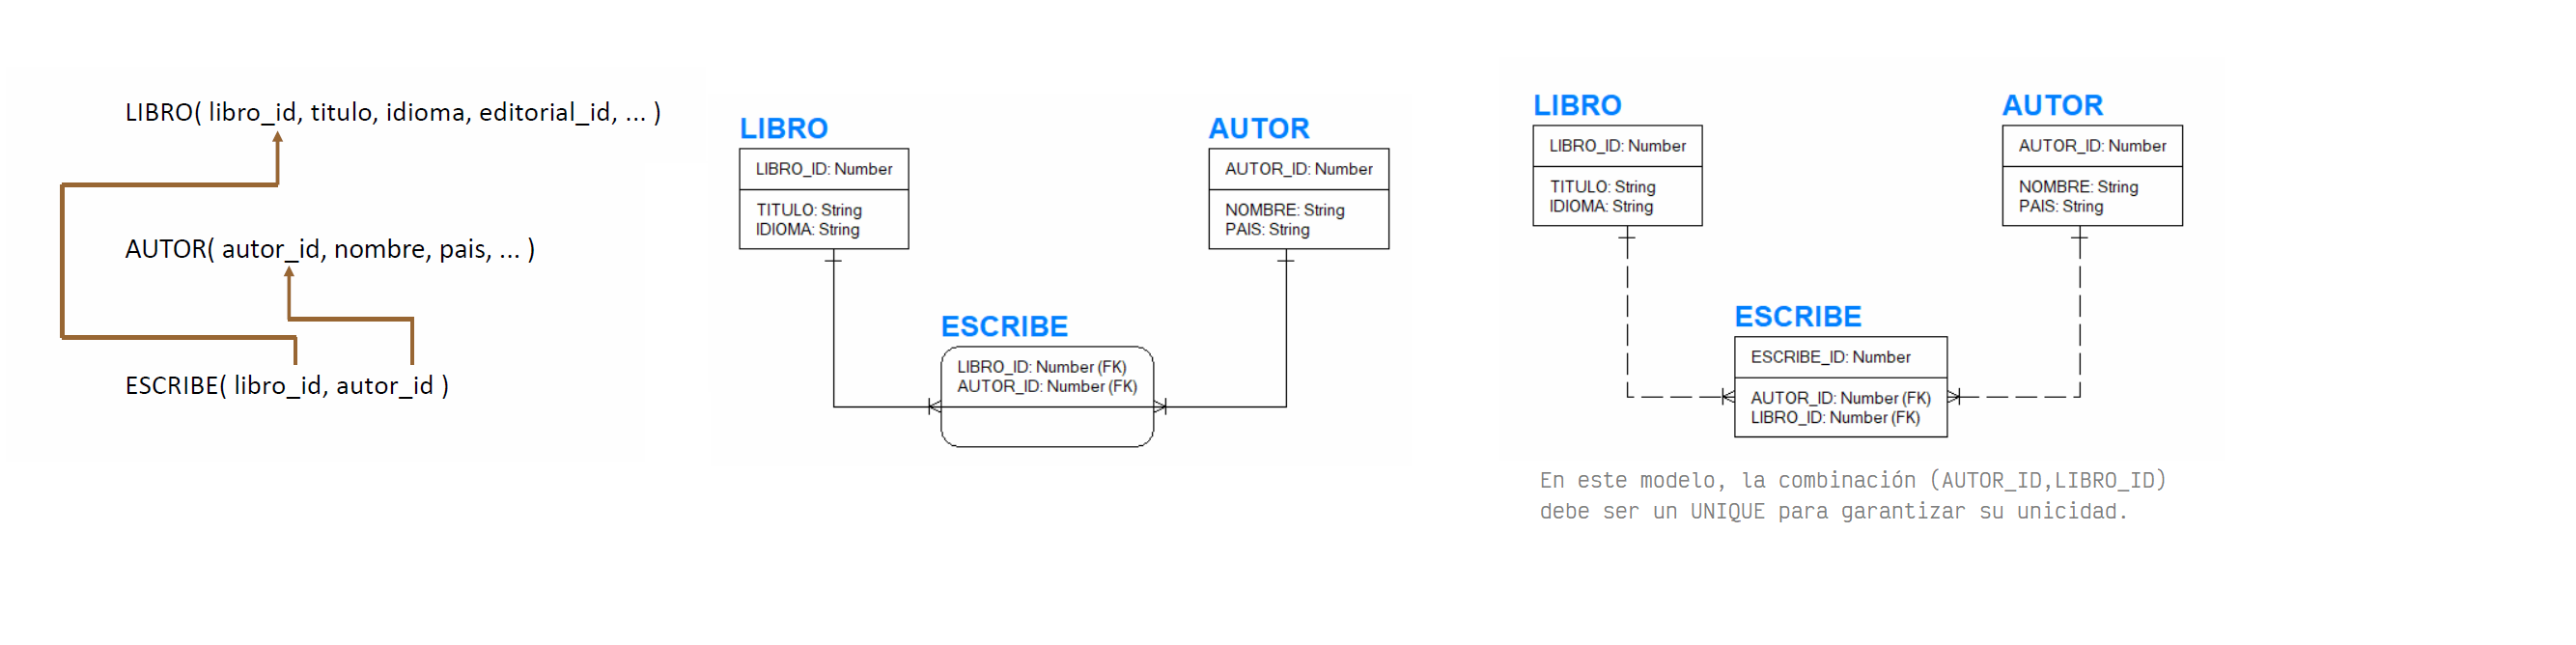 LIBRO( libro_id, titulo, idioma, editorial_id, ... )
AUTOR( autor_id, nombre, pais, ... )
ESCRIBE( libro_id, autor_id )
LIBRO
LIBRO_ID: Number
TITULO: String
IDIOMA: String
AUTOR
AUTOR_ID: Number
NOMBRE: String
PAIS: String
ESCRIBE
LIBRO_ID: Number (FK)
AUTOR_ID: Number (FK)
LIBRO
LIBRO_ID: Number
TITULO: String
IDIOMA: String
AUTOR
AUTOR_ID: Number
NOMBRE: String
PAIS: String
ESCRIBE
ESCRIBE_ID: Number
AUTOR_ID: Number (FK)
LIBRO_ID: Number (FK)
En este modelo, la combinación (AUTOR_ID,LIBRO_ID)
debe ser un UNIQUE para garantizar su unicidad.